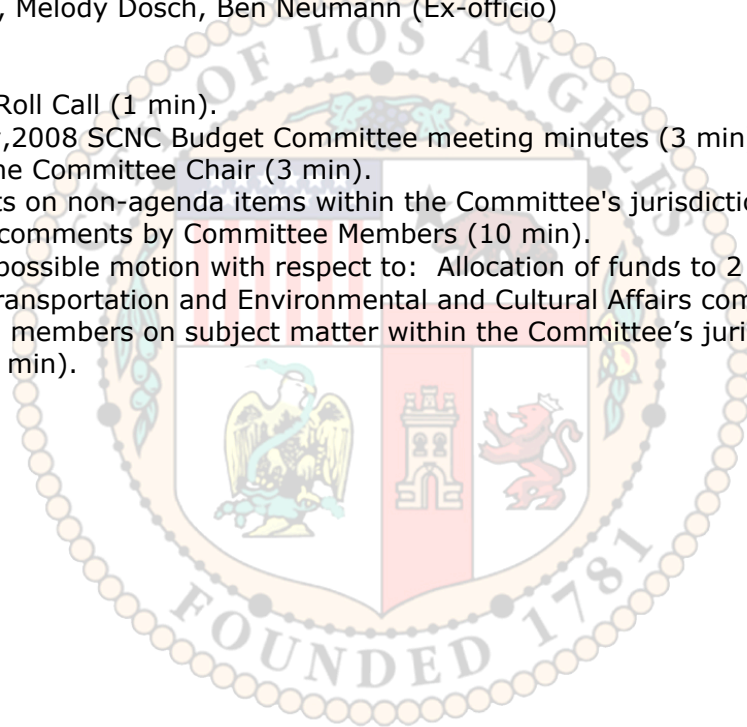 , Melody Dosch, Ben Neumann (Ex-officio)
CITY OF LOS ANGELES
Roll Call (1 min).
,2008 SCNC Budget Committee meeting minutes (3 min
he Committee Chair (3 min).
ts on non-agenda items within the Committee's jurisdictio
comments by Committee Members (10 min).
possible motion with respect to: Allocation of funds to 2
ransportation and Environmental and Cultural Affairs com
members on subject matter within the Committee’s juri
min).
FOUNDED 1781